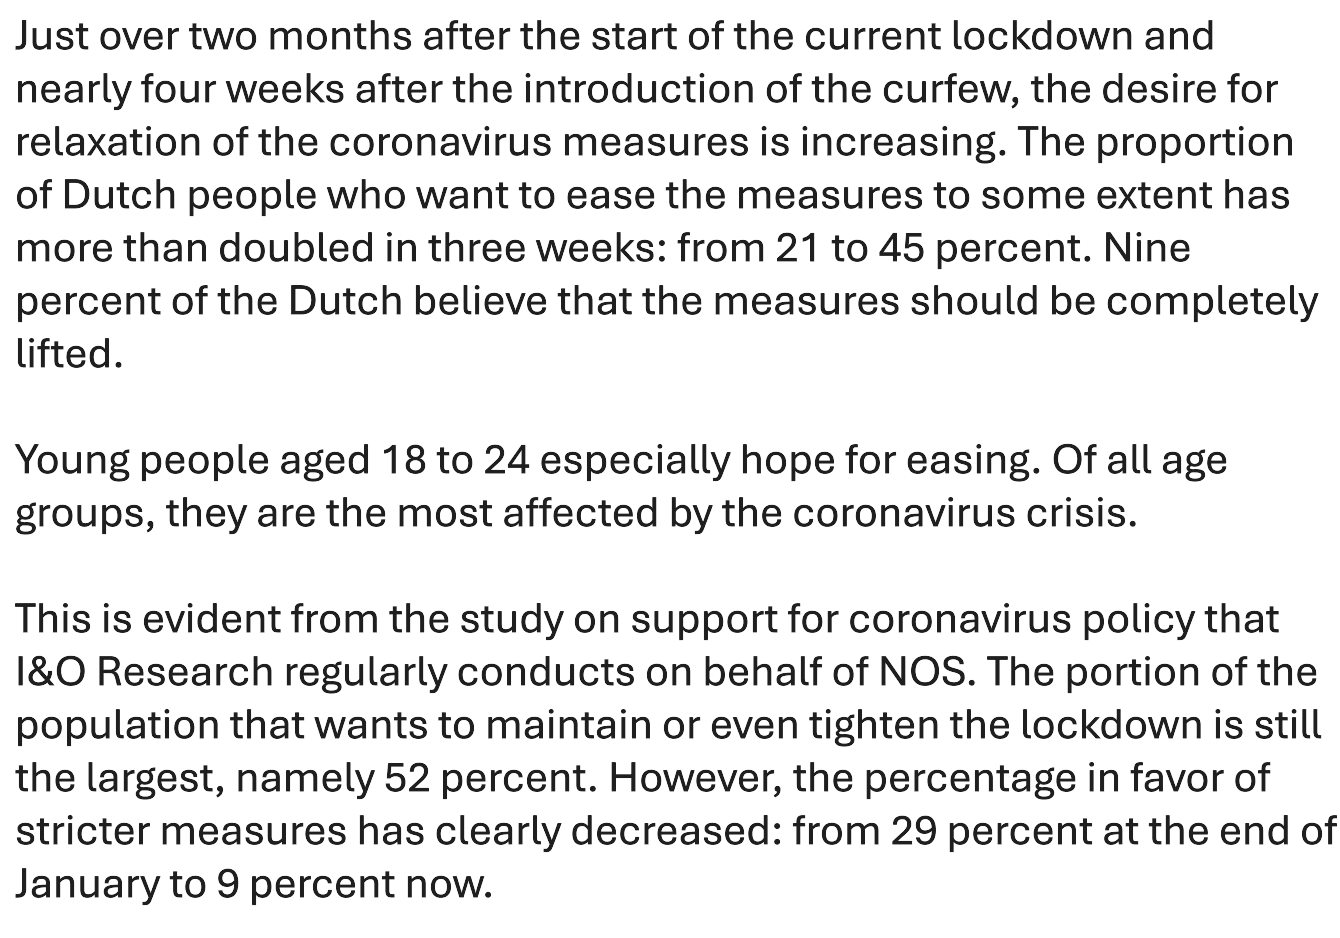 Just over two months after the start of the current lockdown and
nearly four weeks after the introduction of the curfew, the desire for
relaxation of the coronavirus measures is increasing. The proportion
of Dutch people who want to ease the measures to some extent has
more than doubled in three weeks: from 21 to 45 percent. Nine
percent of the Dutch believe that the measures should be completely
lifted.
Young people aged 18 to 24 especially hope for easing. Of all age
groups, they are the most affected by the coronavirus crisis.
This is evident from the study on support for coronavirus policy that
I&O Research regularly conducts on behalf of NOS. The portion of the
population that wants to maintain or even tighten the lockdown is still
the largest, namely 52 percent. However, the percentage in favor of
stricter measures has clearly decreased: from 29 percent at the end of
January to 9 percent now.